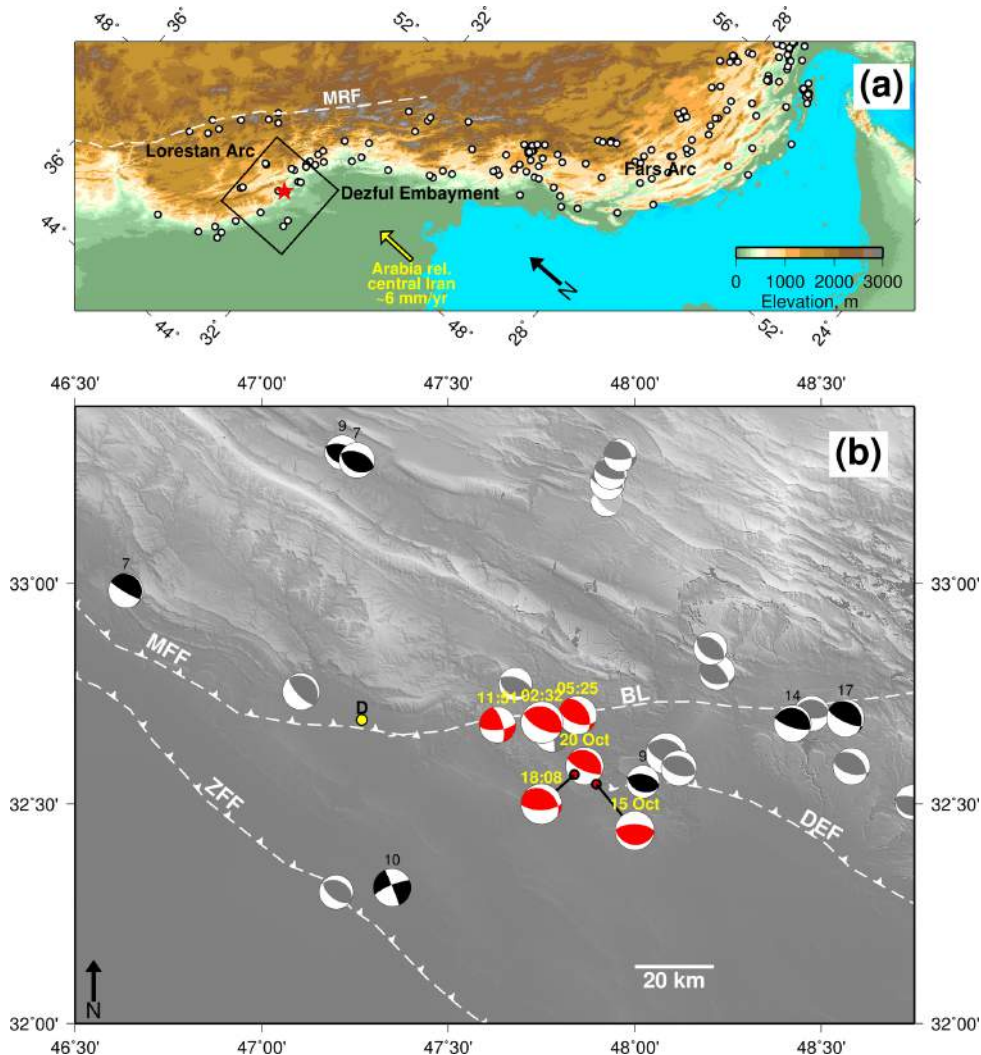 48˚
36˚
52˚
32˚
56˚
28˚
(a)
MRF
36˚
Lorestan Arc
Fars Arc
Dezful Embayment
44˚
Arabia rel.
central Iran
~6 mm/yr
N
0 1000 2000 3000
Elevation, m
44˚
32˚
48˚
28˚
52˚
24˚
46˚30'
47˚00'
47˚30'
48˚00'
48˚30'
(b)
9
7
33˚00'
7
33˚00'
MFF
BL
D
11:51
02:32
05:25
14
17
20 Oct
18:08
9
15 Oct
32˚30'
32˚30'
ZFF
DEF
10
20 km
N
32˚00'
32˚00'
46˚30'
47˚00'
47˚30'
48˚00'
48˚30'